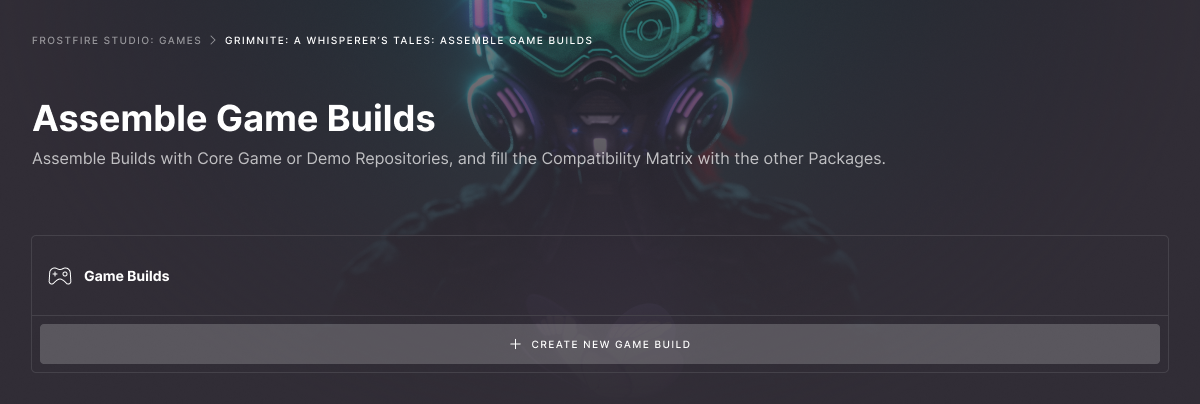 FROSTFIRE STUDIO: GAMES > GRIMNITE: A WHISPERER'S TALES: ASSEMBLE GAME BUILDS
Assemble Game Builds
Assemble Builds with Core Game or Demo Repositories, and fill the Compatibility Matrix with the other Packages.
Game Builds
+ CREATE NEW GAME BUILD